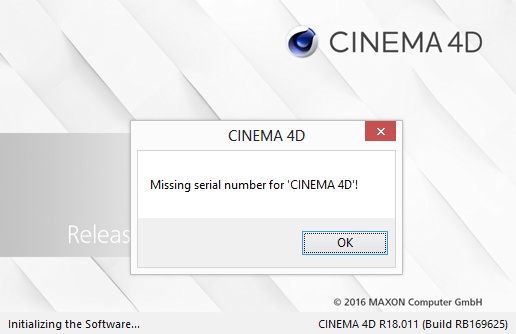 CINEMA 4D
CINEMA 4D
Missing serial number for 'CINEMA 4D'!
OK
© 2016 MAXON Computer GmbH
Initializing the Software...
CINEMA 4D R18.011 (Build RB169625)